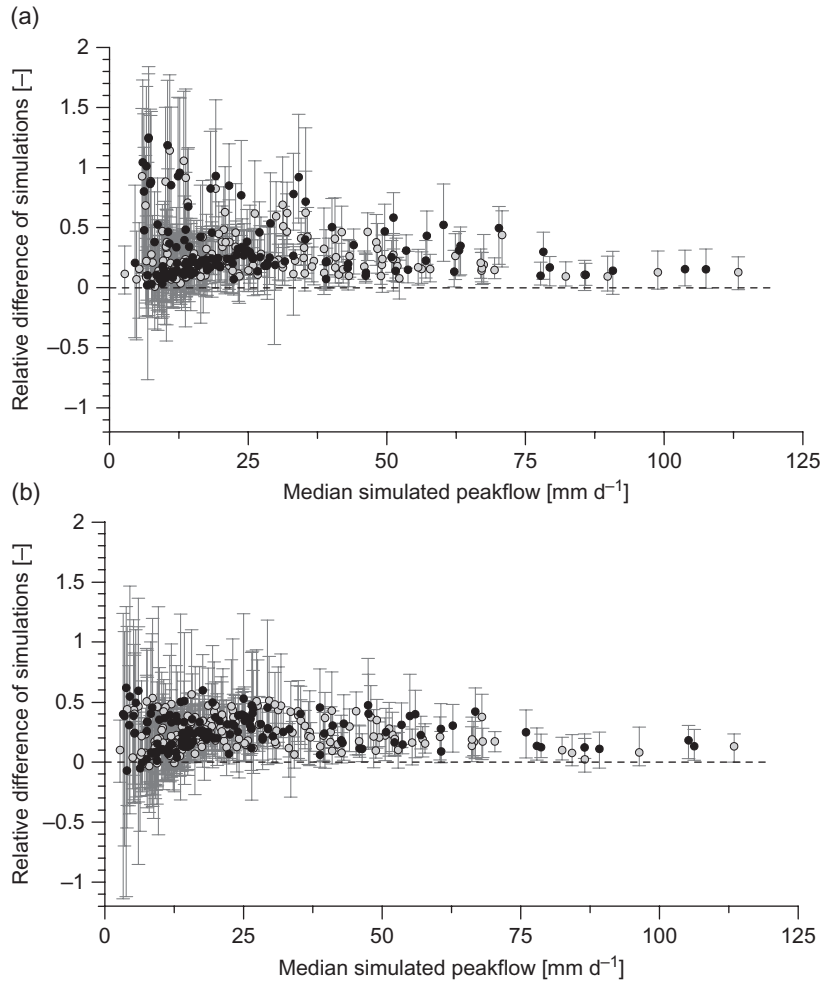 (a)
Relative difference of simulations [–]
2
1.5
1
0.5
0
–0.5
–1
0 25 50 75 100 125
Median simulated peakflow [mm d–1]
(b)
Relative difference of simulations [–]
2
1.5
1
0.5
0
–0.5
–1
0 25 50 75 100 125
Median simulated peakflow [mm d–1]